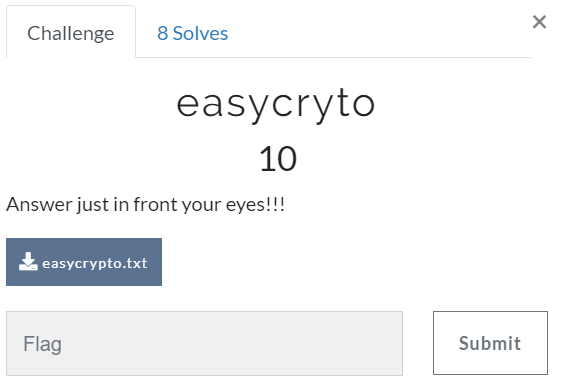 Challenge
8 Solves
×
easycryto
10
Answer just in front your eyes!!!
easycrypto.txt
Flag
Submit